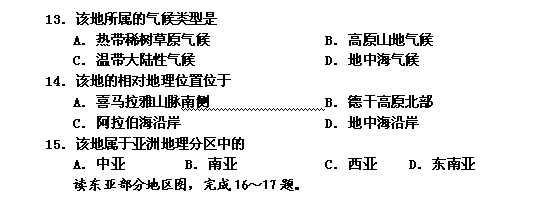 13．该地所属的气候类型是
A．热带稀树草原气候 B．高原山地气候
C．温带大陆性气候 D．地中海气候
14．该地的相对地理位置位于
A．喜马拉雅山脉南侧 B．德干高原北部
C．阿拉伯海沿岸 D．地中海沿岸
15．该地属于亚洲地理分区中的
A．中亚 B．南亚 C．西亚 D．东南亚
读东亚部分地区图，完成16～17题。